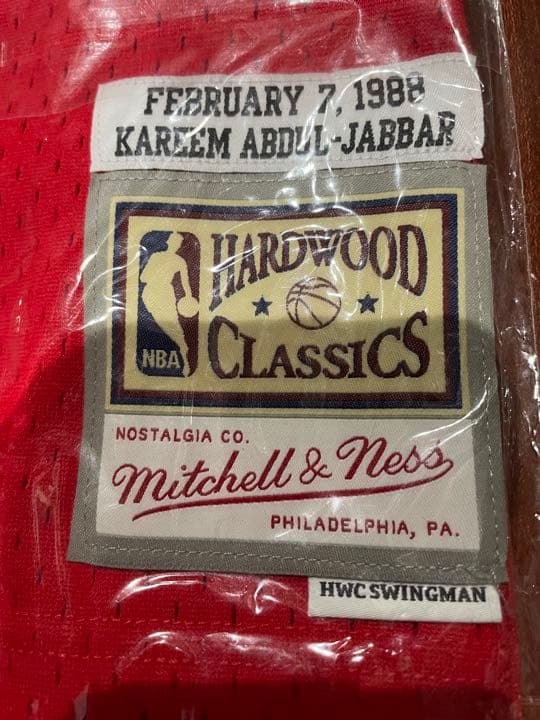 FEBRUARY 7, 1988
KAREEM ABDUL-JABBAR
HARDWOOD
CLASSICS
NBA
NOSTALGIA CO.
Mitchell & Ness
PHILADELPHIA, PA.
HWC SWINGMAN